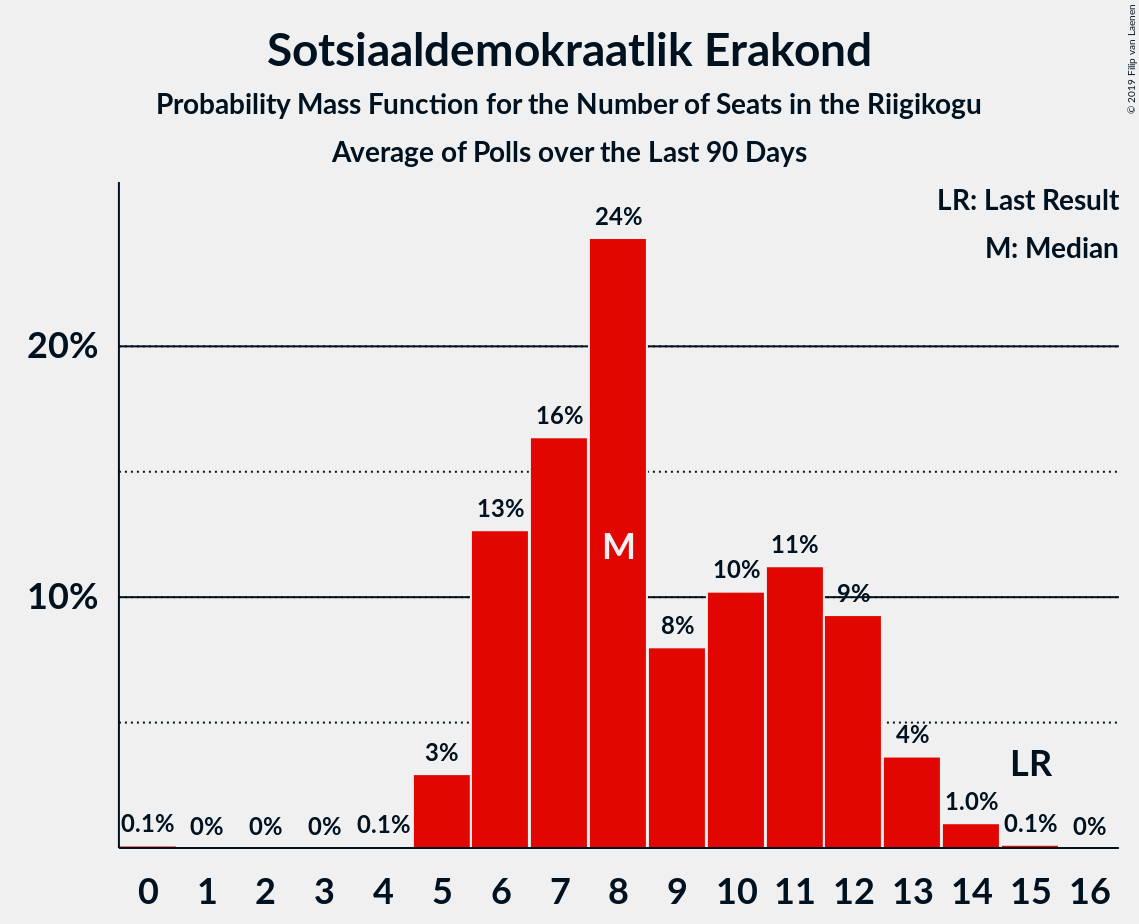 Sotsiaaldemokraatlik Erakond
Probability Mass Function for the Number of Seats in the Riigikogu
Average of Polls over the Last 90 Days
© 2019 Filip van Laenen
LR: Last Result
M: Median
20%
10%
0.1% 0% 0% 0% 0.1% 3% 13% 16% 24% 8% 10% 11% 9% 4% 1.0% 0.1% 0%
M
LR
0 1 2 3 4 5 6 7 8 9 10 11 12 13 14 15 16